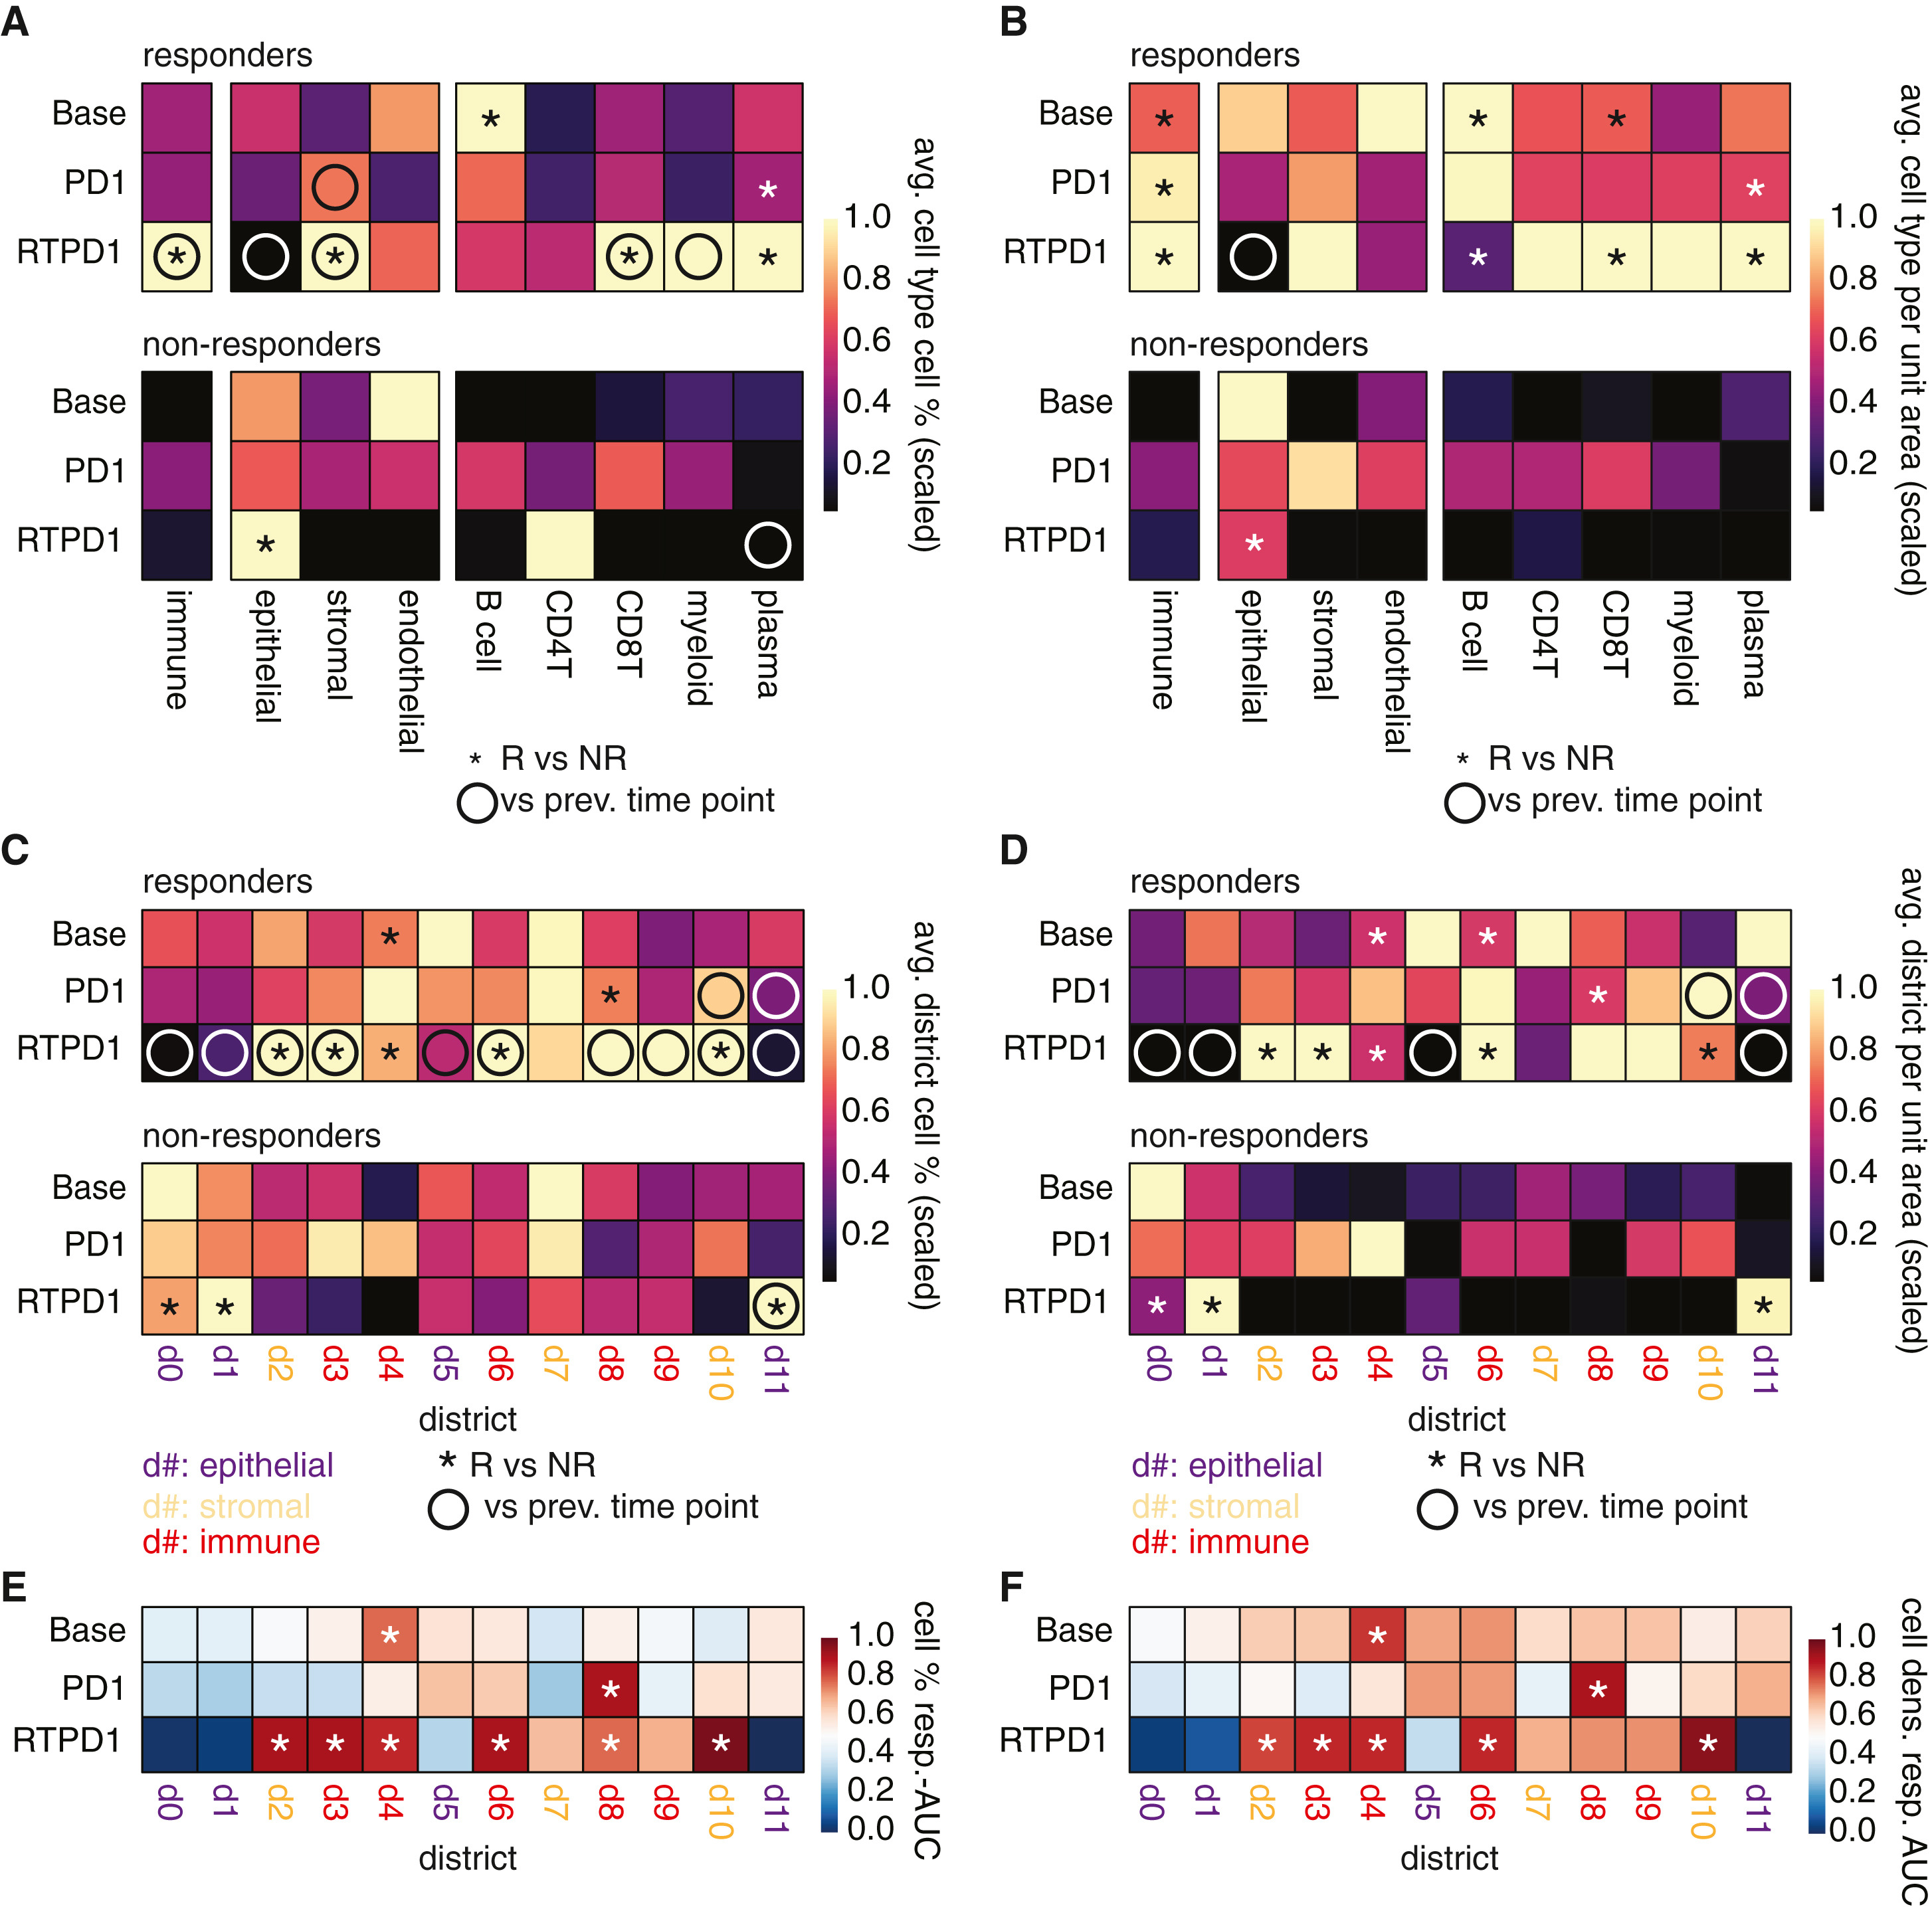 A
responders
Base
PD1
RTPD1
non-responders
Base
PD1
RTPD1
immune
epithelial
stromal
endothelial
B cell
CD4T
CD8T
myeloid
plasma
1.0
0.8
0.6
0.4
0.2
avg. cell type cell % (scaled)
* R vs NR
vs prev. time point
B
responders
Base
PD1
RTPD1
non-responders
Base
PD1
RTPD1
immune
epithelial
stromal
endothelial
B cell
CD4T
CD8T
myeloid
plasma
1.0
0.8
0.6
0.4
0.2
avg. cell type per unit area (scaled)
* R vs NR
vs prev. time point
C
responders
Base
PD1
RTPD1
non-responders
Base
PD1
RTPD1
d0 d1 d2 d3 d4 d5 d6 d7 d8 d9 d10 d11
district
1.0
0.8
0.6
0.4
0.2
avg. district cell % (scaled)
d#: epithelial
d#: stromal
d#: immune
* R vs NR
vs prev. time point
D
responders
Base
PD1
RTPD1
non-responders
Base
PD1
RTPD1
d0 d1 d2 d3 d4 d5 d6 d7 d8 d9 d10 d11
district
1.0
0.8
0.6
0.4
0.2
avg. district per unit area (scaled)
d#: epithelial
d#: stromal
d#: immune
* R vs NR
vs prev. time point
E
Base
PD1
RTPD1
d0 d1 d2 d3 d4 d5 d6 d7 d8 d9 d10 d11
district
1.0
0.8
0.6
0.4
0.2
0.0
cell % resp.-AUC
F
Base
PD1
RTPD1
d0 d1 d2 d3 d4 d5 d6 d7 d8 d9 d10 d11
district
1.0
0.8
0.6
0.4
0.2
0.0
cell dens. resp. AUC